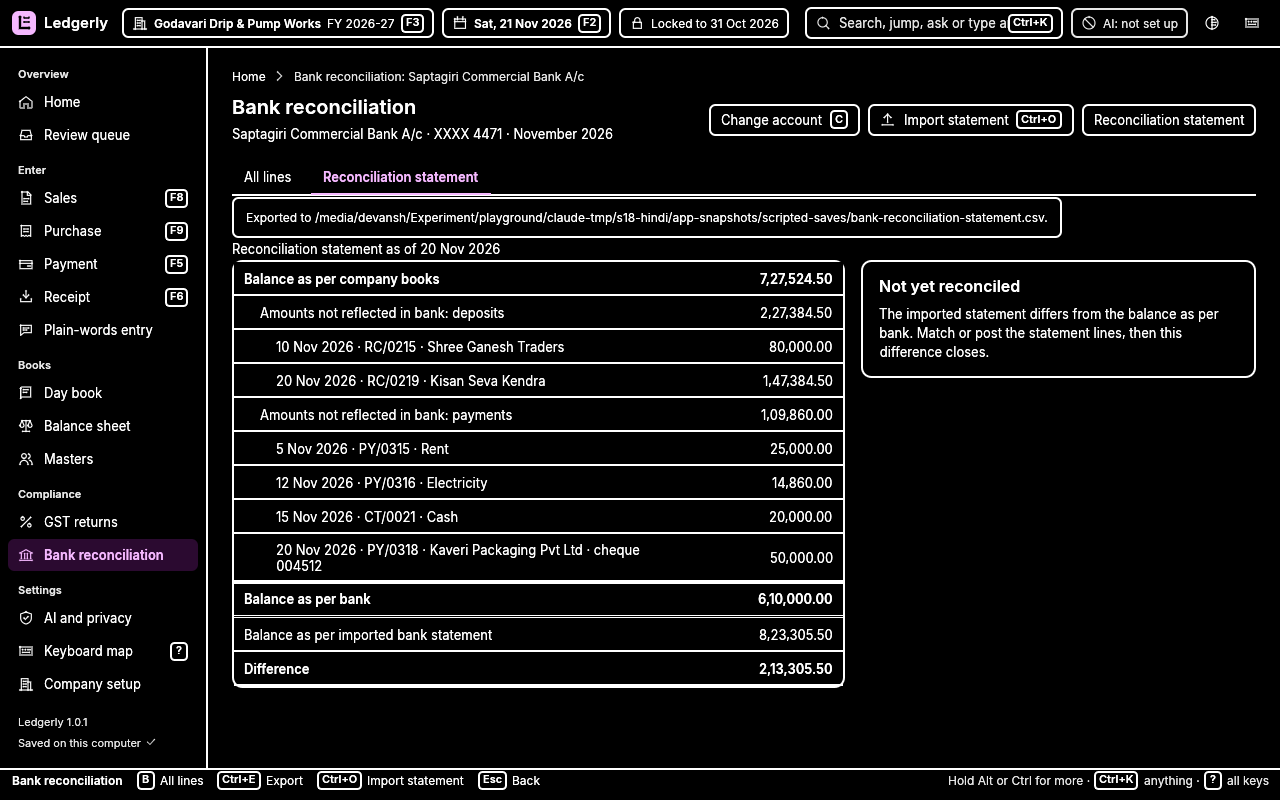 Ledgerly
Godavari Drip & Pump Works FY 2026-27 F3
Sat, 21 Nov 2026 F2
Locked to 31 Oct 2026
Search, jump, ask or type a Ctrl+K
AI: not set up
Overview
Home
Review queue
Enter
Sales F8
Purchase F9
Payment F5
Receipt F6
Plain-words entry
Books
Day book
Balance sheet
Masters
Compliance
GST returns
Bank reconciliation
Settings
AI and privacy
Keyboard map ?
Company setup
Ledgerly 1.0.1
Saved on this computer
Home Bank reconciliation: Saptagiri Commercial Bank A/c
Bank reconciliation
Saptagiri Commercial Bank A/c · XXXX 4471 · November 2026
Change account C
Import statement Ctrl+O
Reconciliation statement
All lines
Reconciliation statement
Exported to /media/devansh/Experiment/playground/claude-tmp/s18-hindi/app-snapshots/scripted-saves/bank-reconciliation-statement.csv.
Reconciliation statement as of 20 Nov 2026
Balance as per company books 7,27,524.50
Amounts not reflected in bank: deposits 2,27,384.50
10 Nov 2026 · RC/0215 · Shree Ganesh Traders 80,000.00
20 Nov 2026 · RC/0219 · Kisan Seva Kendra 1,47,384.50
Amounts not reflected in bank: payments 1,09,860.00
5 Nov 2026 · PY/0315 · Rent 25,000.00
12 Nov 2026 · PY/0316 · Electricity 14,860.00
15 Nov 2026 · CT/0021 · Cash 20,000.00
20 Nov 2026 · PY/0318 · Kaveri Packaging Pvt Ltd · cheque
004512 50,000.00
Balance as per bank 6,10,000.00
Balance as per imported bank statement 8,23,305.50
Difference 2,13,305.50
Not yet reconciled
The imported statement differs from the balance as per
bank. Match or post the statement lines, then this
difference closes.
Bank reconciliation B All lines Ctrl+E Export Ctrl+O Import statement Esc Back
Hold Alt or Ctrl for more · Ctrl+K anything · ? all keys